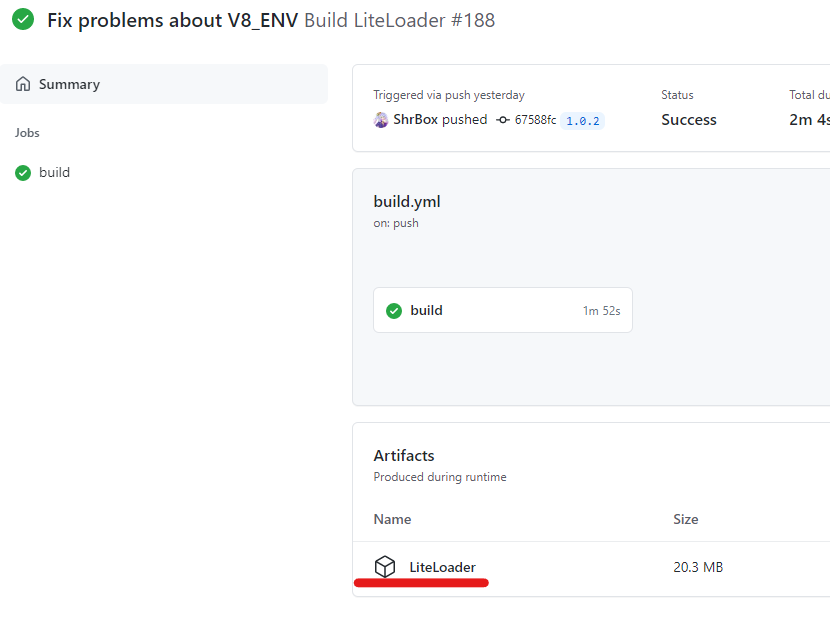 Fix problems about V8_ENV Build LiteLoader #188
Summary
Jobs
build
Triggered via push yesterday
ShrBox pushed 67588fc 1.0.2
Status
Success
Total du
2m 4s
build.yml
on: push
build 1m 52s
Artifacts
Produced during runtime
Name Size
LiteLoader 20.3 MB